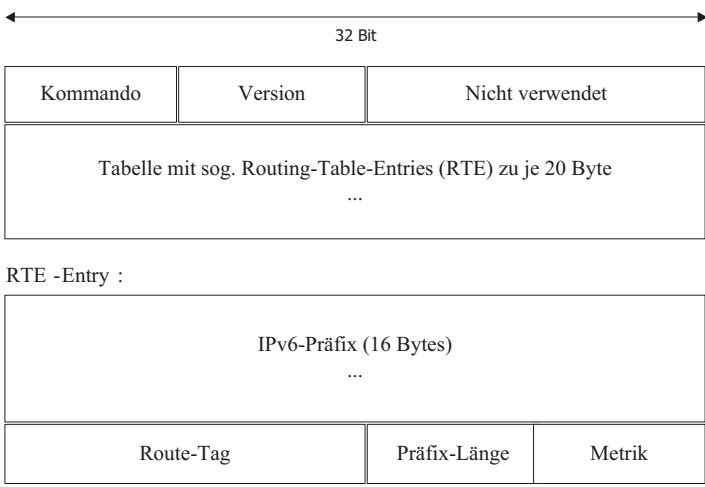 32 Bit
Kommando Version Nicht verwendet
Tabelle mit sog. Routing-Table-Entries (RTE) zu je 20 Byte
...
RTE -Entry :
IPv6-Präfix (16 Bytes)
...
Route-Tag Präfix-Länge Metrik